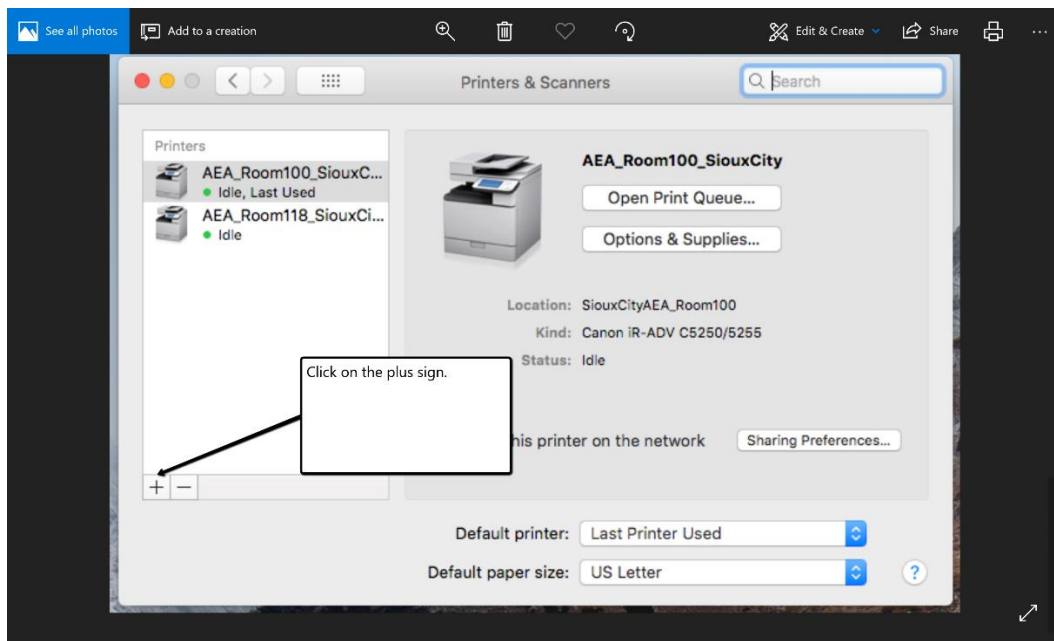 See all photos
Add to a creation
Edit & Create
Share
Printers & Scanners
Search
Printers
AEA_Room100_SiouxC...
Idle, Last Used
AEA_Room118_SiouxCi...
Idle
AEA_Room100_SiouxCity
Open Print Queue...
Options & Supplies...
Location: SiouxCityAEA_Room100
Kind: Canon iR-ADV C5250/5255
Status: Idle
Click on the plus sign.
his printer on the network
Sharing Preferences...
+ −
Default printer: Last Printer Used
Default paper size: US Letter
?